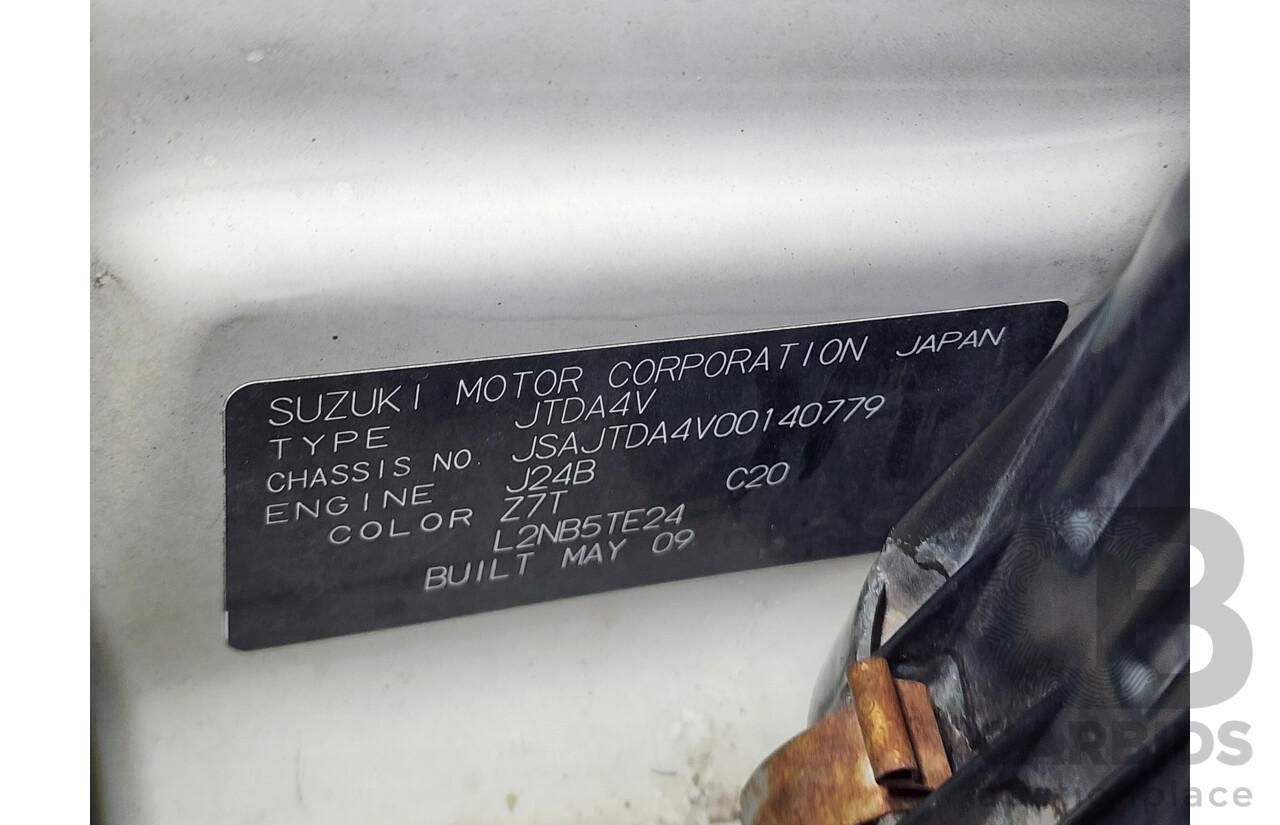 SUZUKI MOTOR CORPORATION JAPAN
TYPE JTDA4V
CHASSIS NO. JSAJTDA4V00140779
ENGINE J24B C20
COLOR Z7T
L2NB5TE24
BUILT MAY 09
B